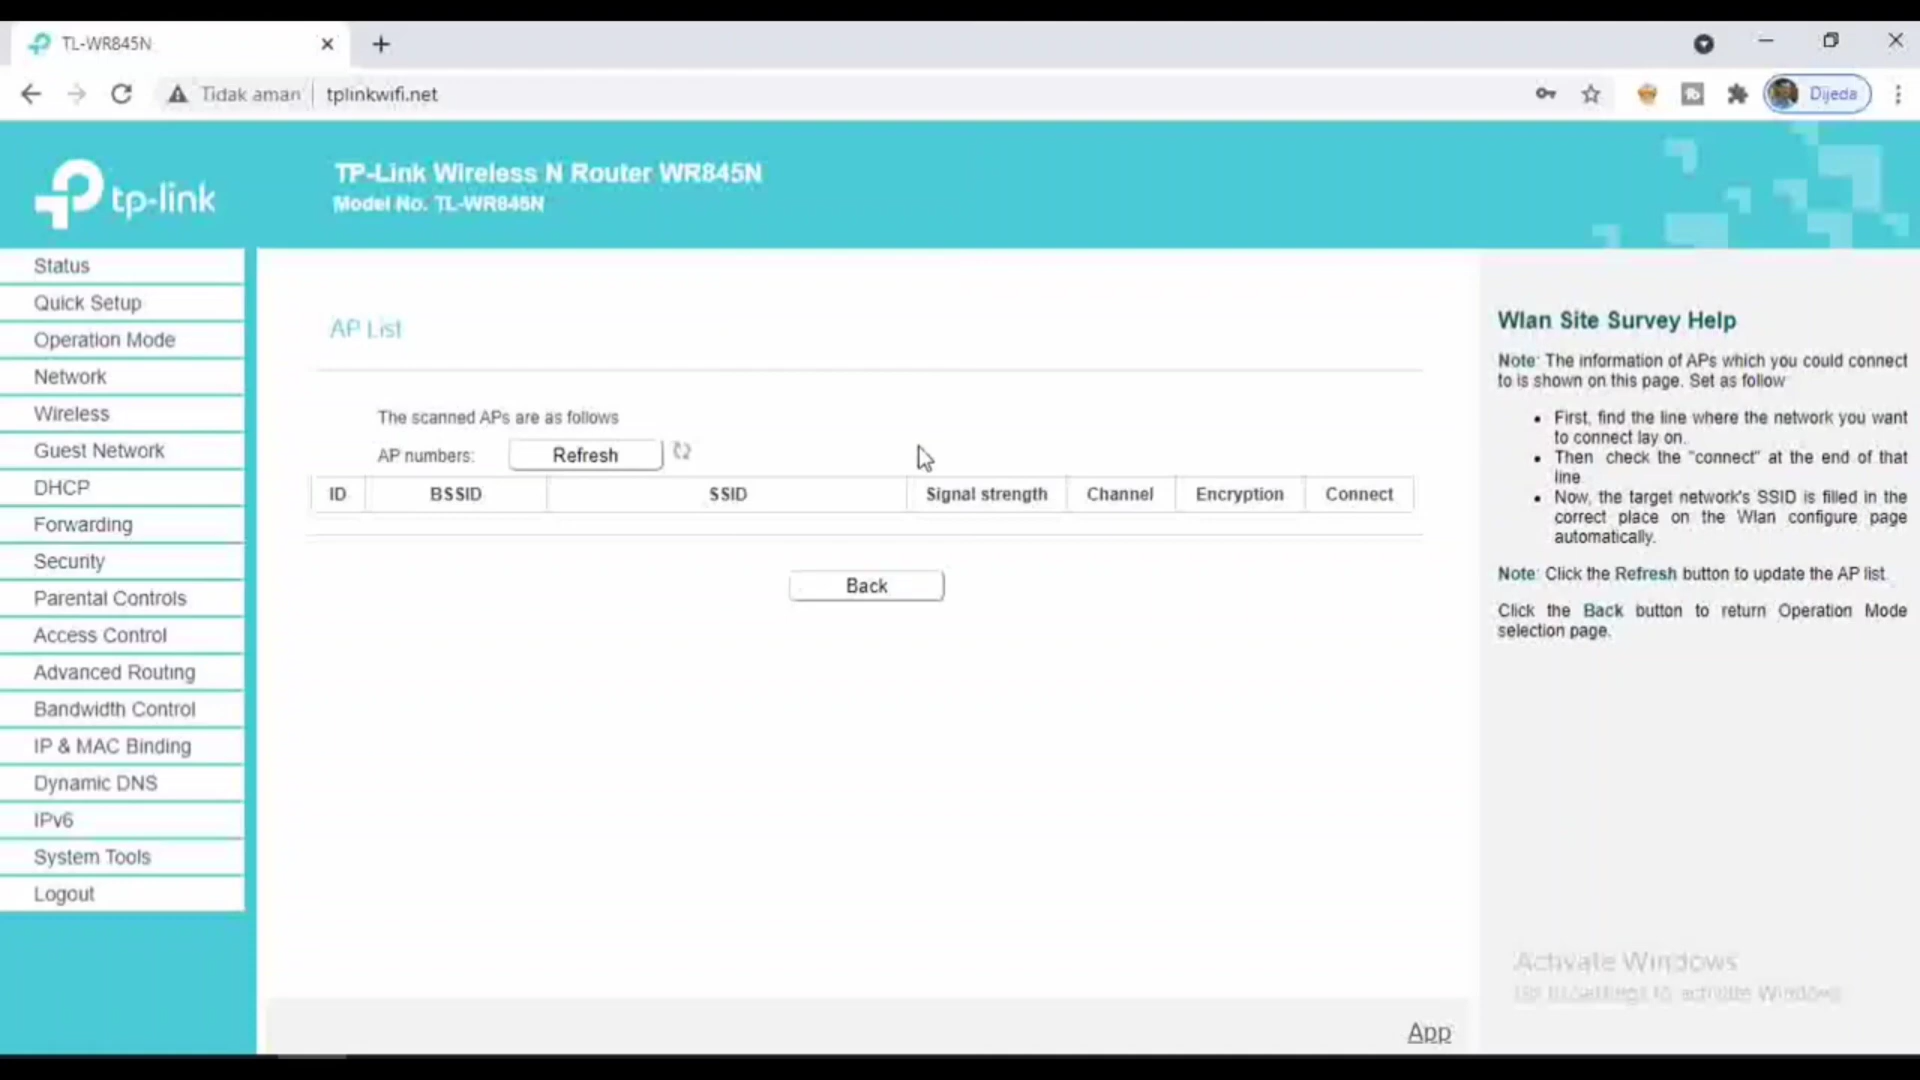 TL-WR845N
Tidak aman
tplinkwifi.net
Dijeda
tp-link
TP-Link Wireless N Router WR845N
Model No. TL-WR845N
Status
Quick Setup
Operation Mode
Network
Wireless
Guest Network
DHCP
Forwarding
Security
Parental Controls
Access Control
Advanced Routing
Bandwidth Control
IP & MAC Binding
Dynamic DNS
IPv6
System Tools
Logout
AP List
The scanned APs are as follows
AP numbers: Refresh
ID BSSID SSID Signal strength Channel Encryption Connect
Back
Wlan Site Survey Help
Note: The information of APs which you could connect
to is shown on this page. Set as follow
• First, find the line where the network you want
to connect lay on.
• Then check the "connect" at the end of that
line.
• Now, the target network's SSID is filled in the
correct place on the Wlan configure page
automatically.
Note: Click the Refresh button to update the AP list.
Click the Back button to return Operation Mode
selection page.
Activate Windows
Go to Settings to activate Windows.
App